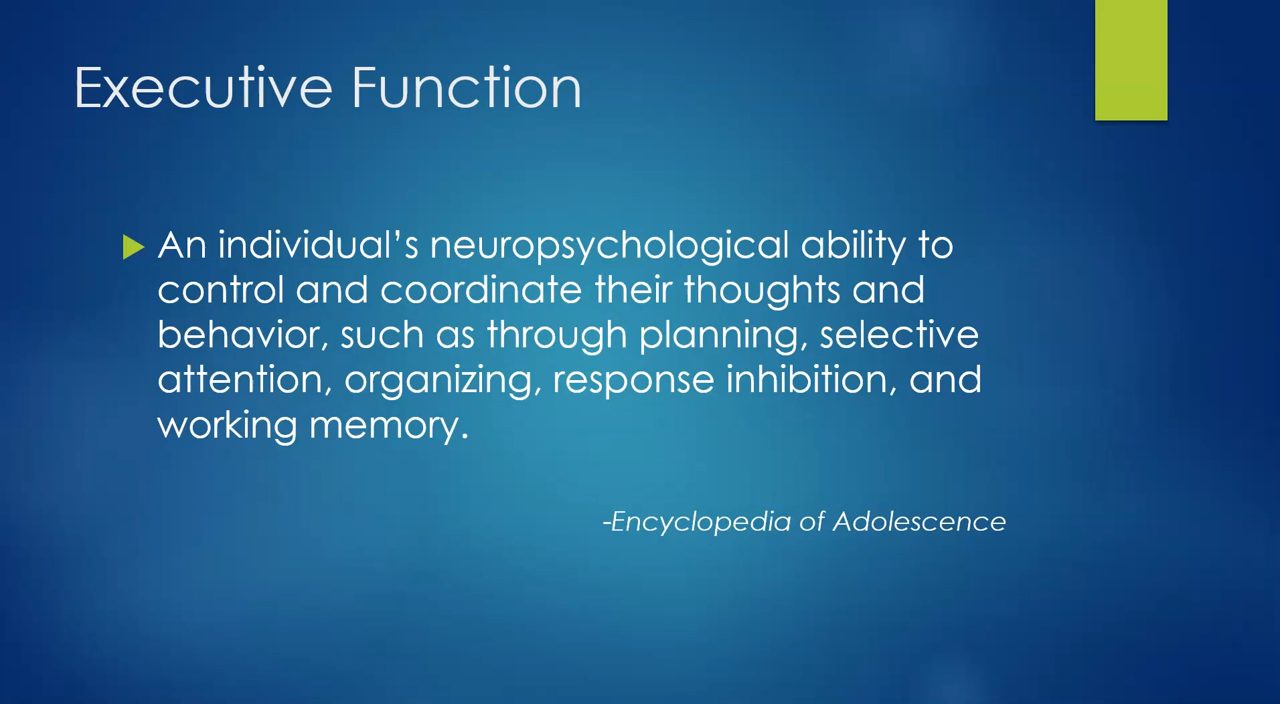 Executive Function
An individual’s neuropsychological ability to
control and coordinate their thoughts and
behavior, such as through planning, selective
attention, organizing, response inhibition, and
working memory.
-Encyclopedia of Adolescence